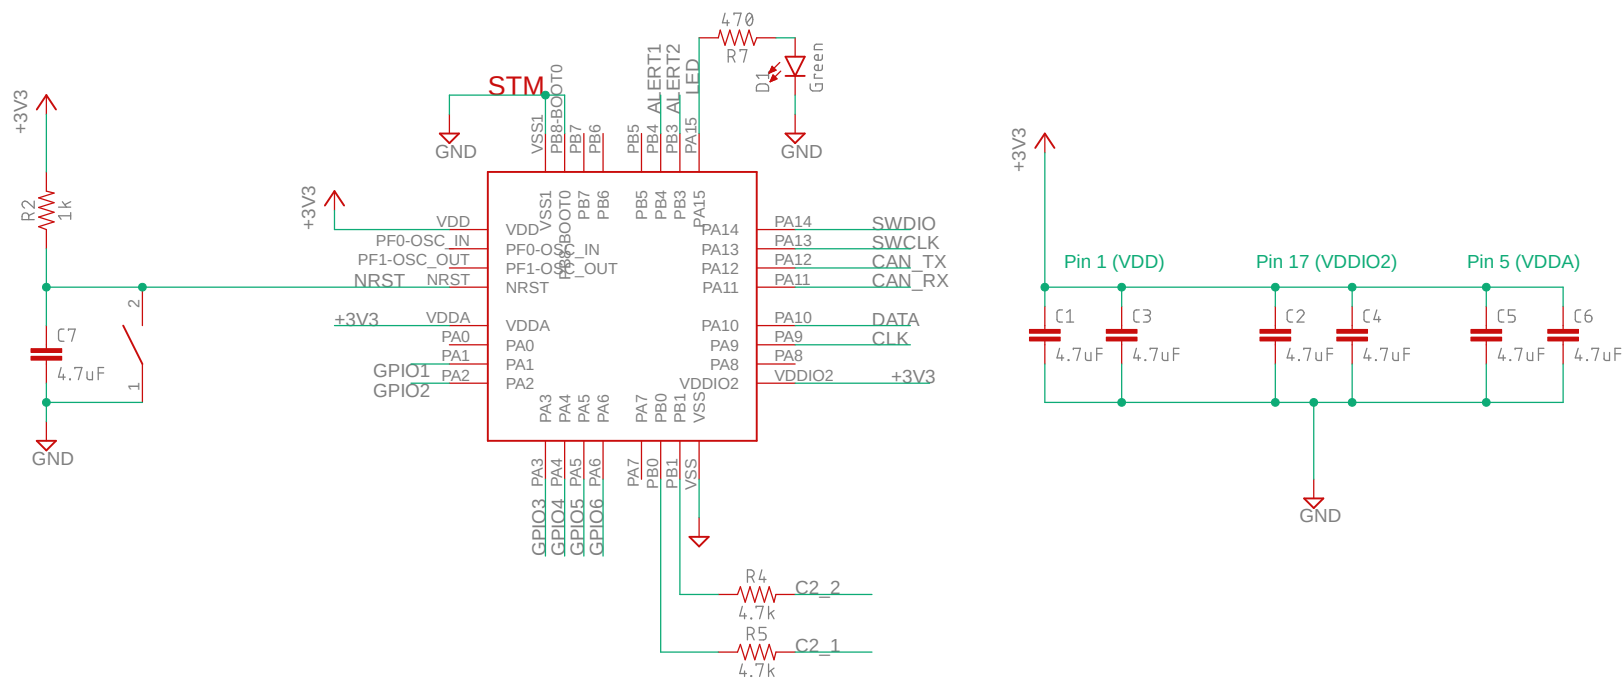 470
R7
D1
Green
GND
ALERT1
ALERT2
LED
STM
GND
VSS1
PB8-BOOT0
PB7
PB6
PB5
PB4
PB3
PA15
+3V3
R2
1k
+3V3
VDD
PF0-OSC_IN
PF1-OSC_OUT
NRST
NRST
+3V3
VDDA
PA0
PA1
GPIO1
PA2
GPIO2
VSS1
PB8-BOOT0
PB7
PB6
PB5
PB4
PB3
PA15
VDD
PF0-OSC_IN
PF1-OSC_OUT
NRST
VDDA
PA0
PA1
PA2
PA14
PA13
PA12
PA11
PA10
PA9
PA8
VDDIO2
PA3
PA4
PA5
PA6
PA7
PB0
PB1
VSS
PA14
SWDIO
PA13
SWCLK
PA12
CAN_TX
PA11
CAN_RX
PA10
DATA
PA9
CLK
PA8
VDDIO2
+3V3
2
1
C7
4.7uF
GND
PA3
PA4
PA5
PA6
PA7
PB0
PB1
VSS
GPIO3
GPIO4
GPIO5
GPIO6
R4
4.7k
C2_2
R5
4.7k
C2_1
+3V3
Pin 1 (VDD)
Pin 17 (VDDIO2)
Pin 5 (VDDA)
C1
4.7uF
C3
4.7uF
C2
4.7uF
C4
4.7uF
C5
4.7uF
C6
4.7uF
GND